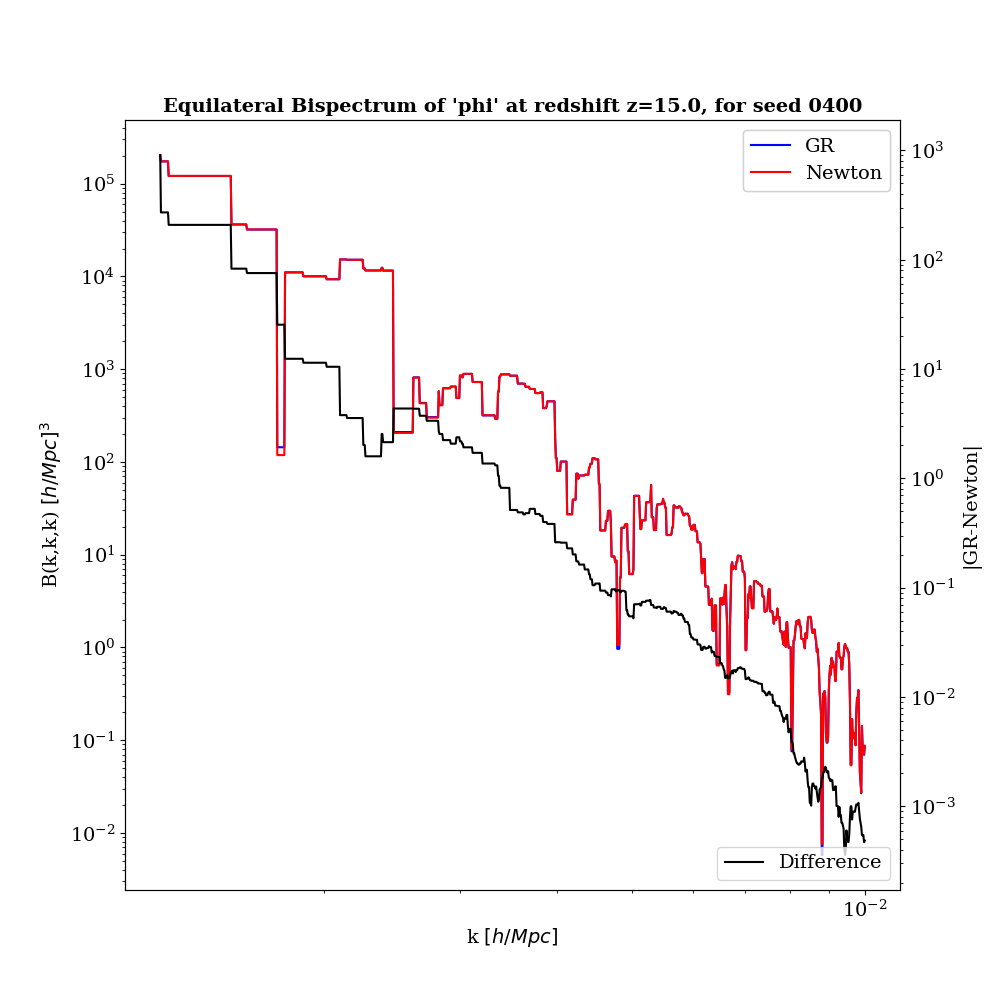 Equilateral Bispectrum of 'phi' at redshift z=15.0, for seed 0400
GR
Newton
10^5
10^4
10^3
10^2
10^1
10^0
10^-1
10^-2
B(k,k,k) [h/Mpc]^3
10^3
10^2
10^1
10^0
10^-1
10^-2
10^-3
|GR-Newton|
Difference
10^-2
k [h/Mpc]